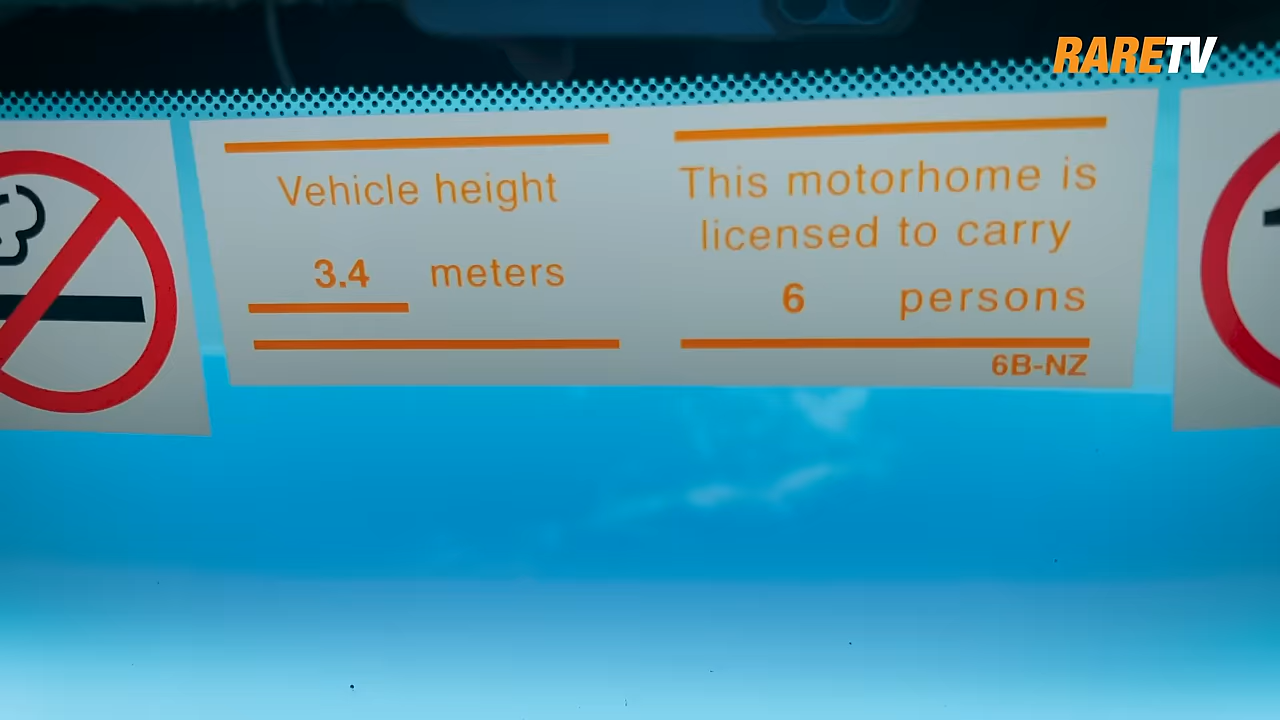 RARETV
Vehicle height
3.4 meters
This motorhome is
licensed to carry
6 persons
6B-NZ